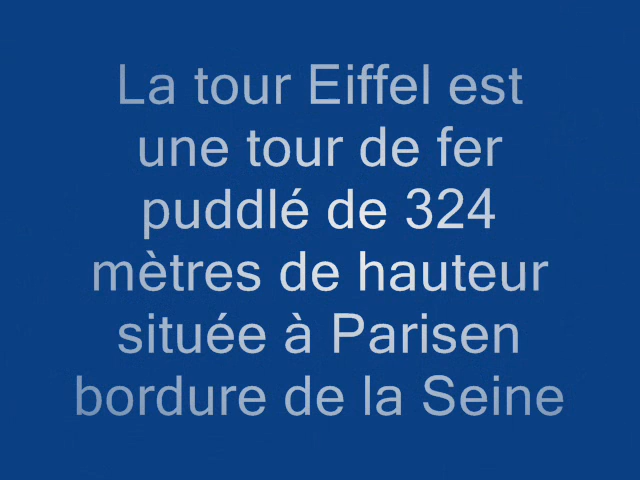 La tour Eiffel est
une tour de fer
puddlé de 324
mètres de hauteur
située à Parisen
bordure de la Seine